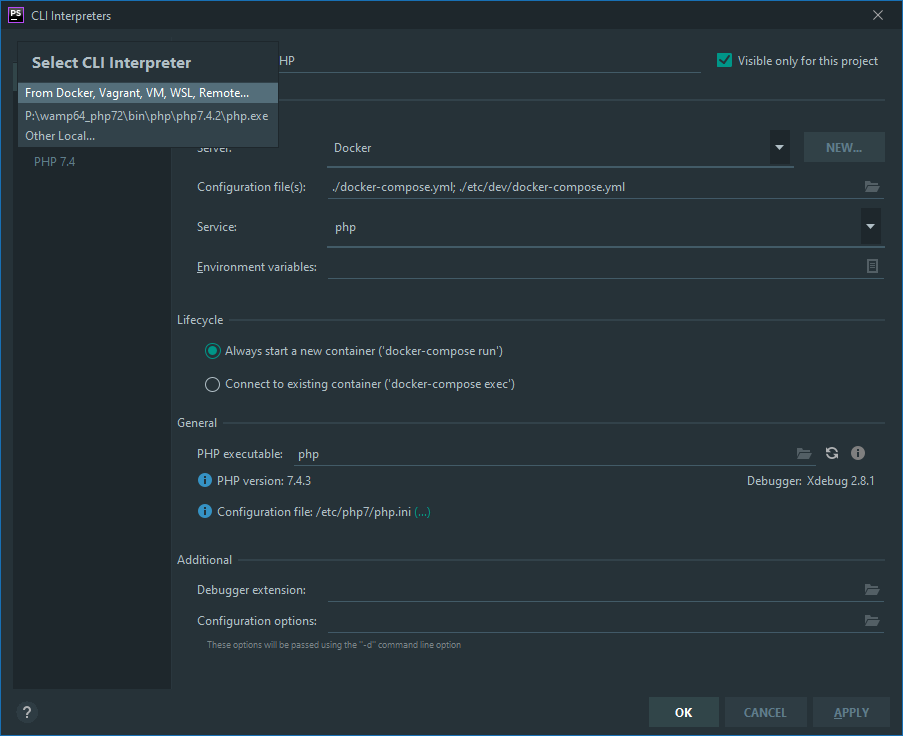 PS CLI Interpreters
Select CLI Interpreter
PHP
Visible only for this project
From Docker, Vagrant, VM, WSL, Remote...
P:\wamp64_php72\bin\php\php7.4.2\php.exe
Other Local...
PHP 7.4
Server:
Docker
NEW...
Configuration file(s):
./docker-compose.yml; ./etc/dev/docker-compose.yml
Service:
php
Environment variables:
Lifecycle
Always start a new container ('docker-compose run')
Connect to existing container ('docker-compose exec')
General
PHP executable:
php
PHP version: 7.4.3
Debugger: Xdebug 2.8.1
Configuration file: /etc/php7/php.ini (...)
Additional
Debugger extension:
Configuration options:
These options will be passed using the "-d" command line option
?
OK
CANCEL
APPLY